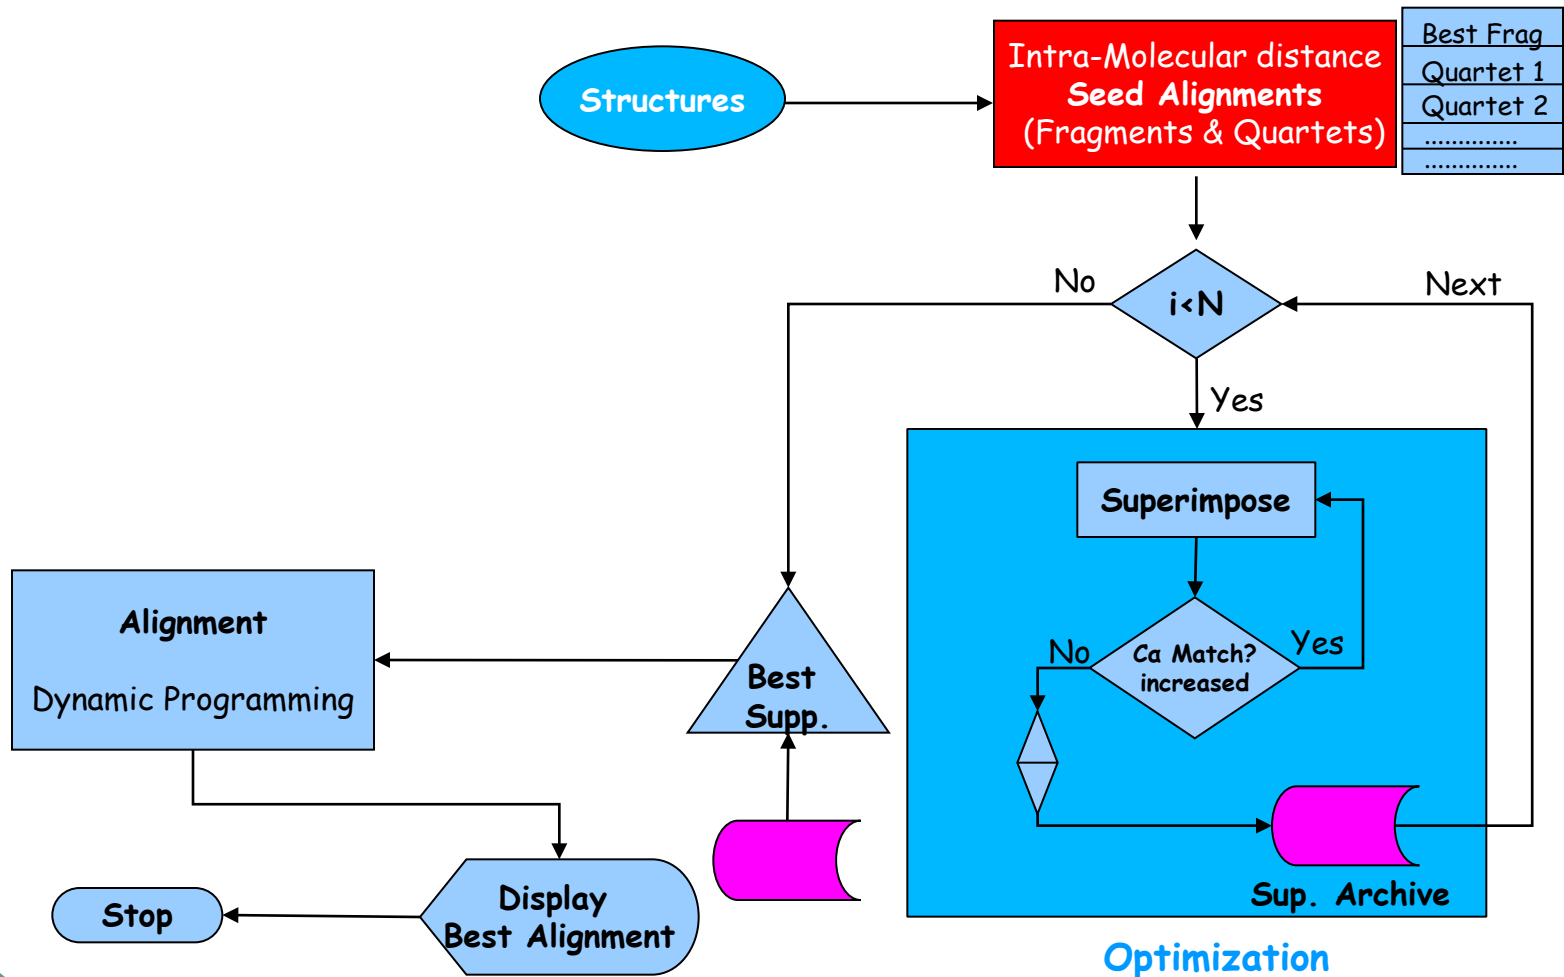 Structures
Intra-Molecular distance
Seed Alignments
(Fragments & Quartets)
Best Frag
Quartet 1
Quartet 2
..............
..............
No
i<N
Next
Yes
Superimpose
No
Ca Match?
increased
Yes
Alignment
Dynamic Programming
Best
Supp.
Sup. Archive
Display
Best Alignment
Stop
Optimization